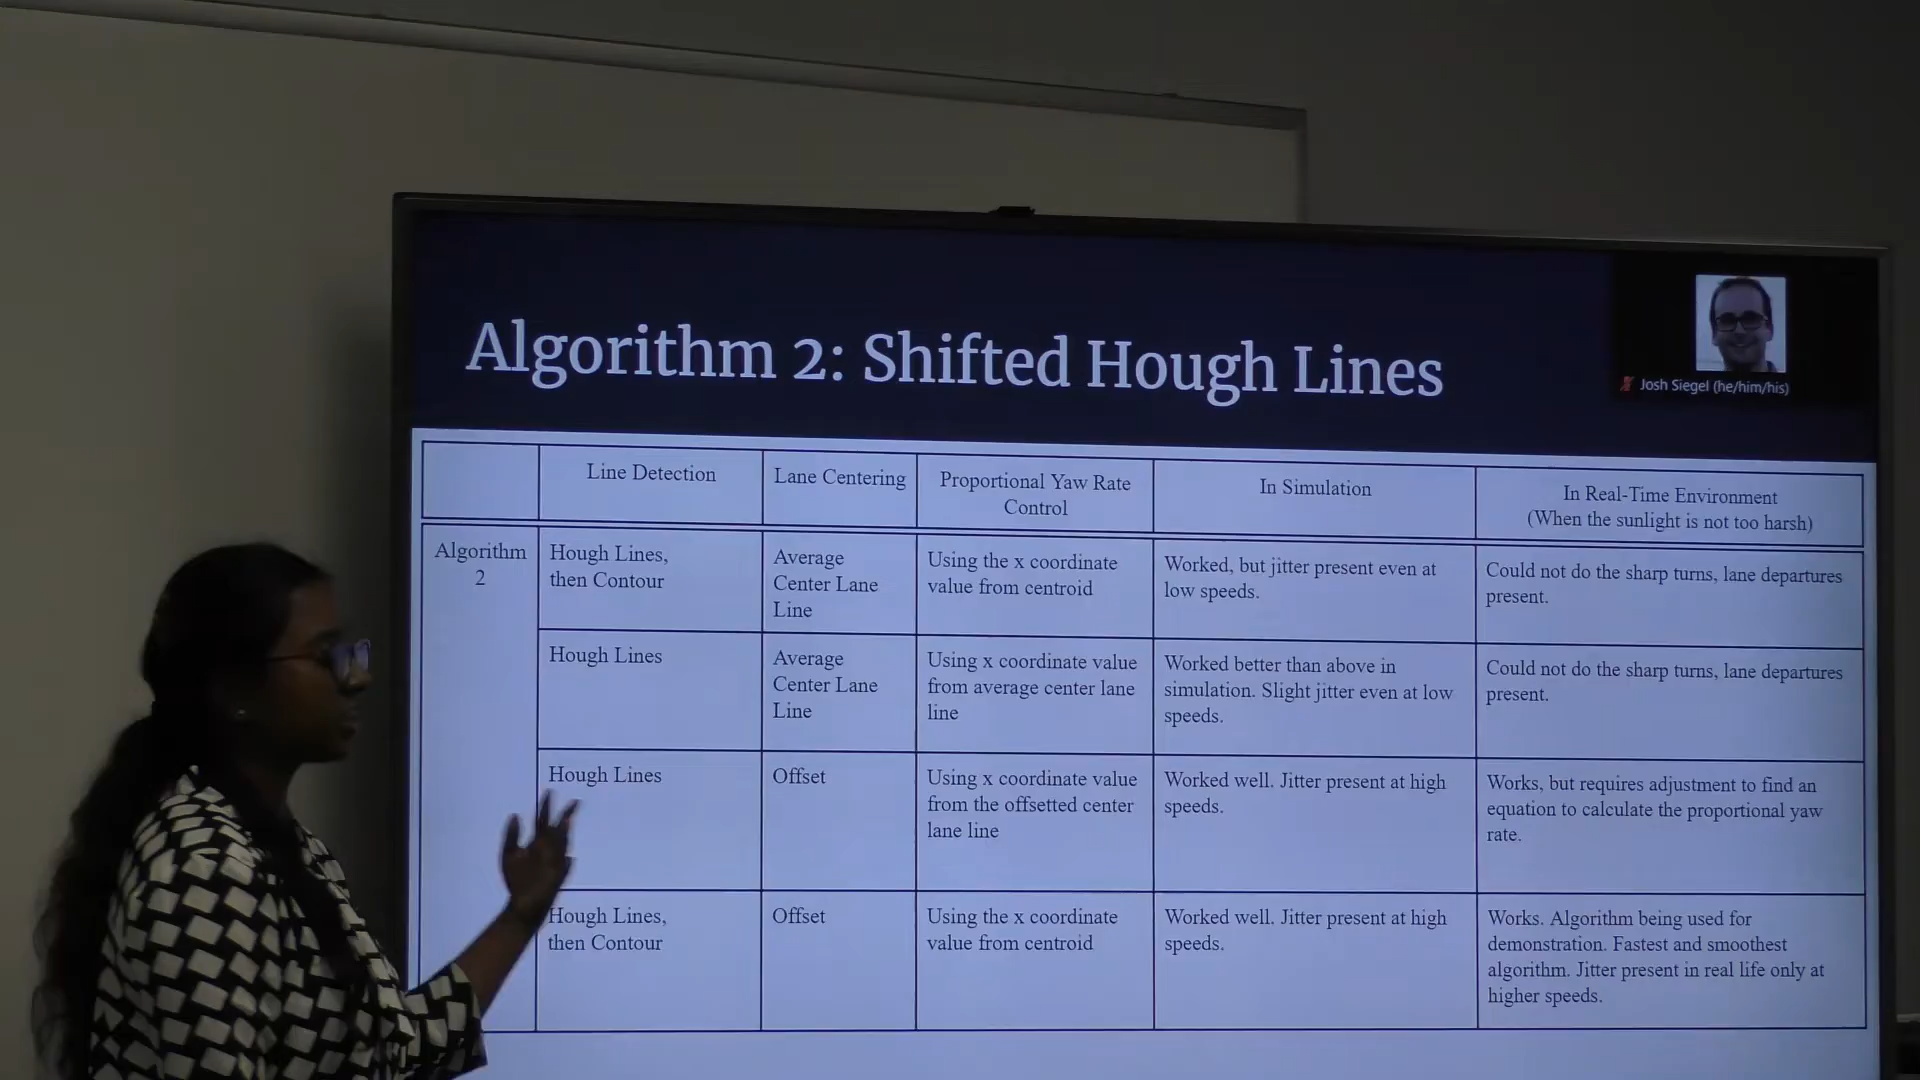 Algorithm 2: Shifted Hough Lines
Josh Siegel (he/him/his)
Line Detection
Lane Centering
Proportional Yaw Rate
Control
In Simulation
In Real-Time Environment
(When the sunlight is not too harsh)
Algorithm
2
Hough Lines,
then Contour
Average
Center Lane
Line
Using the x coordinate
value from centroid
Worked, but jitter present even at
low speeds.
Could not do the sharp turns, lane departures
present.
Hough Lines
Average
Center Lane
Line
Using x coordinate value
from average center lane
line
Worked better than above in
simulation. Slight jitter even at low
speeds.
Could not do the sharp turns, lane departures
present.
Hough Lines
Offset
Using x coordinate value
from the offsetted center
lane line
Worked well. Jitter present at high
speeds.
Works, but requires adjustment to find an
equation to calculate the proportional yaw
rate.
Hough Lines,
then Contour
Offset
Using the x coordinate
value from centroid
Worked well. Jitter present at high
speeds.
Works. Algorithm being used for
demonstration. Fastest and smoothest
algorithm. Jitter present in real life only at
higher speeds.